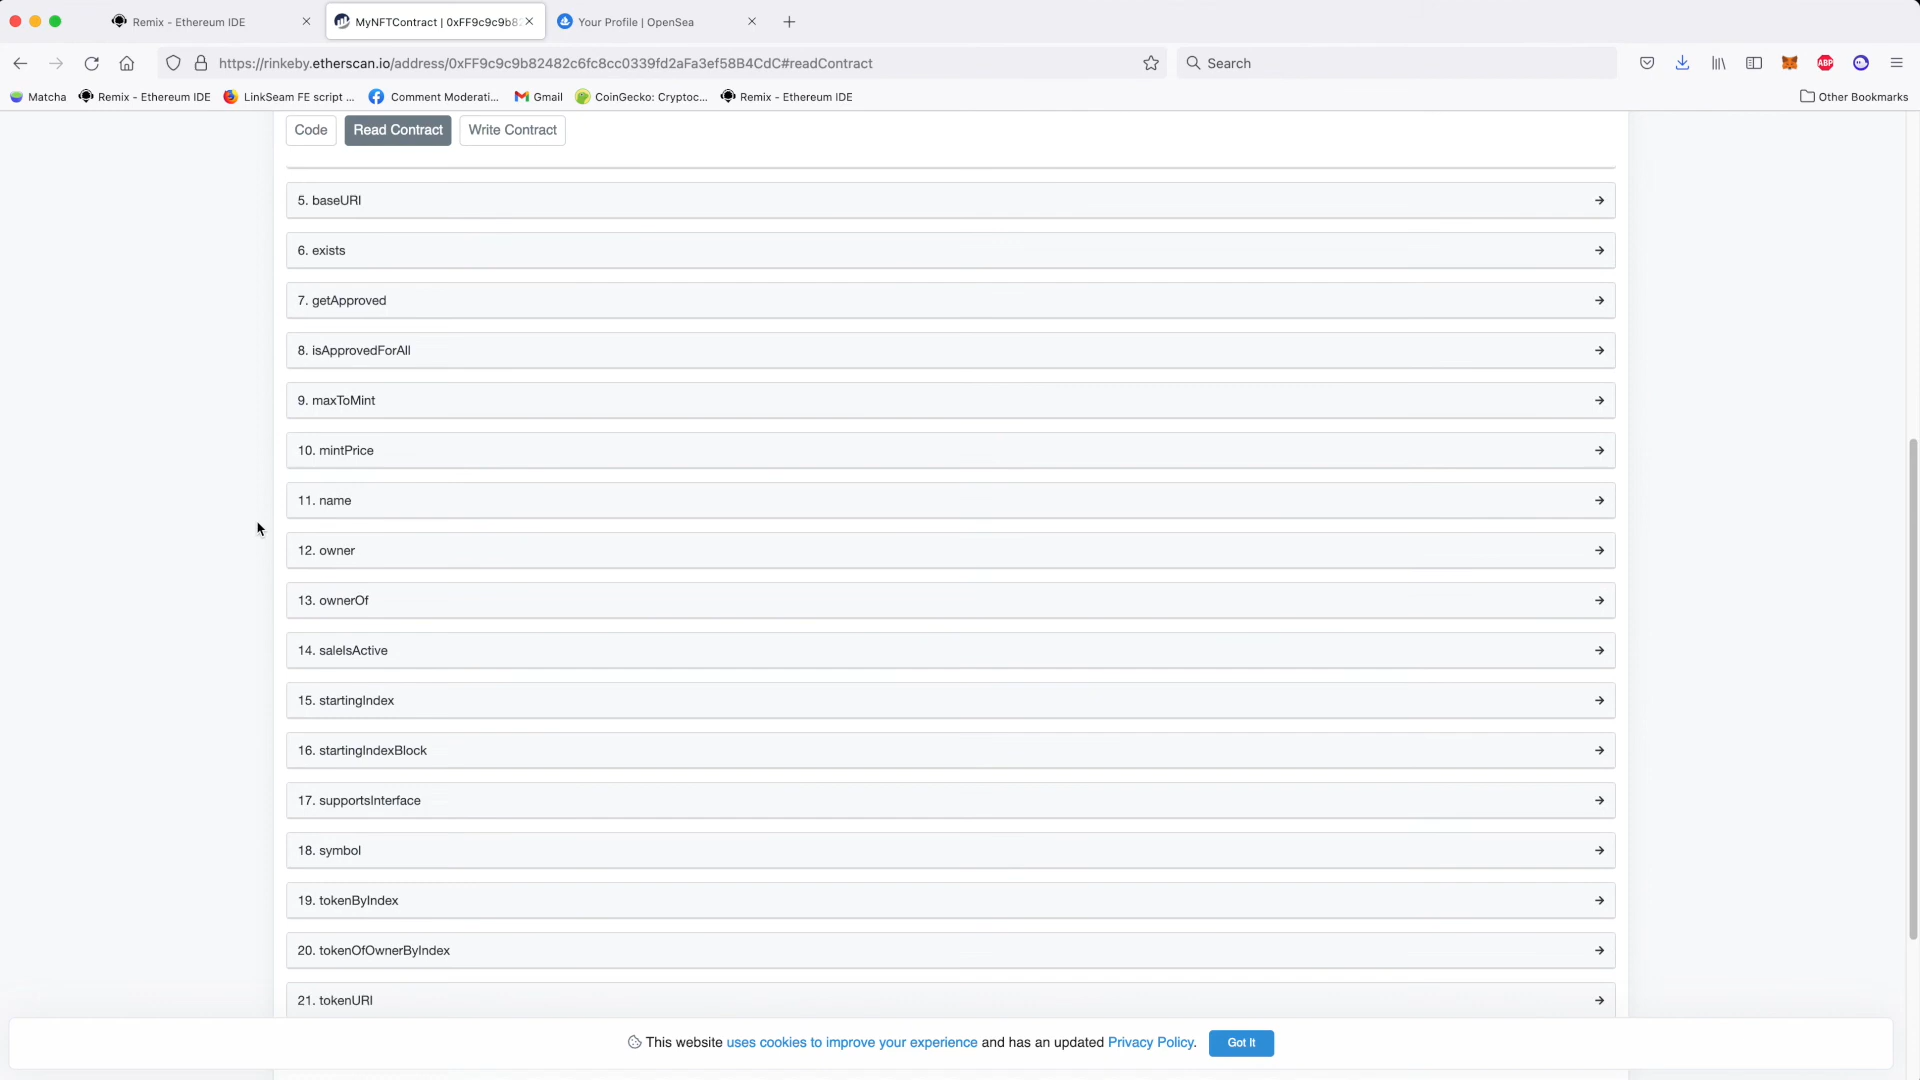 Remix - Ethereum IDE
MyNFTContract | 0xFF9c9c9b8
Your Profile | OpenSea
https://rinkeby.etherscan.io/address/0xFF9c9c9b82482c6fc8cc0339fd2aFa3ef58B4CdC#readContract
Search
ABP
Matcha
Remix - Ethereum IDE
LinkSeam FE script ...
Comment Moderati...
Gmail
CoinGecko: Cryptoc...
Remix - Ethereum IDE
Other Bookmarks
Code
Read Contract
Write Contract
5. baseURI
6. exists
7. getApproved
8. isApprovedForAll
9. maxToMint
10. mintPrice
11. name
12. owner
13. ownerOf
14. saleIsActive
15. startingIndex
16. startingIndexBlock
17. supportsInterface
18. symbol
19. tokenByIndex
20. tokenOfOwnerByIndex
21. tokenURI
This website uses cookies to improve your experience and has an updated Privacy Policy.
Got It